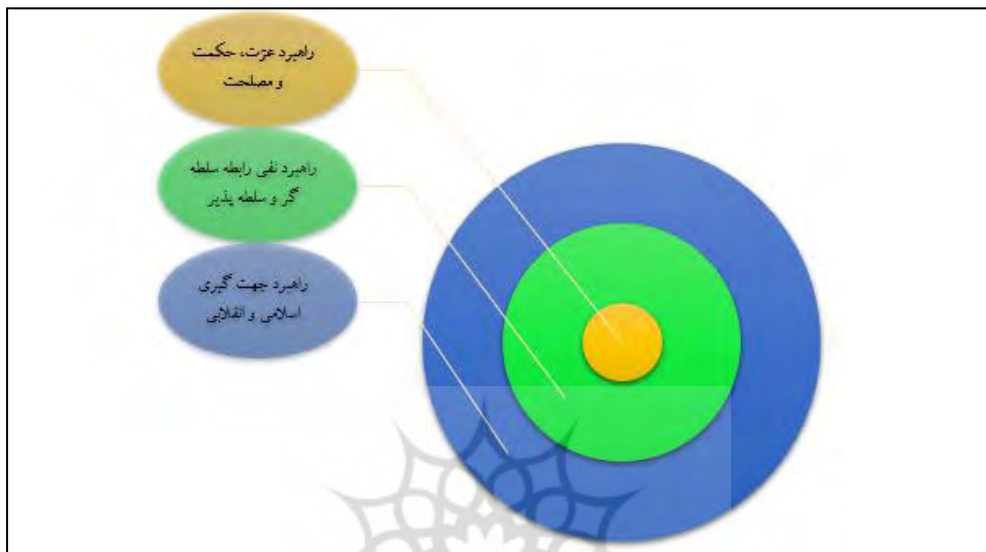 راهبرد عزت، حکمت
و مصلحت
راهبرد نفی رابطه سلطه
گر و سلطه پذیر
راهبرد جهت گیری
اسلامی و انقلابی